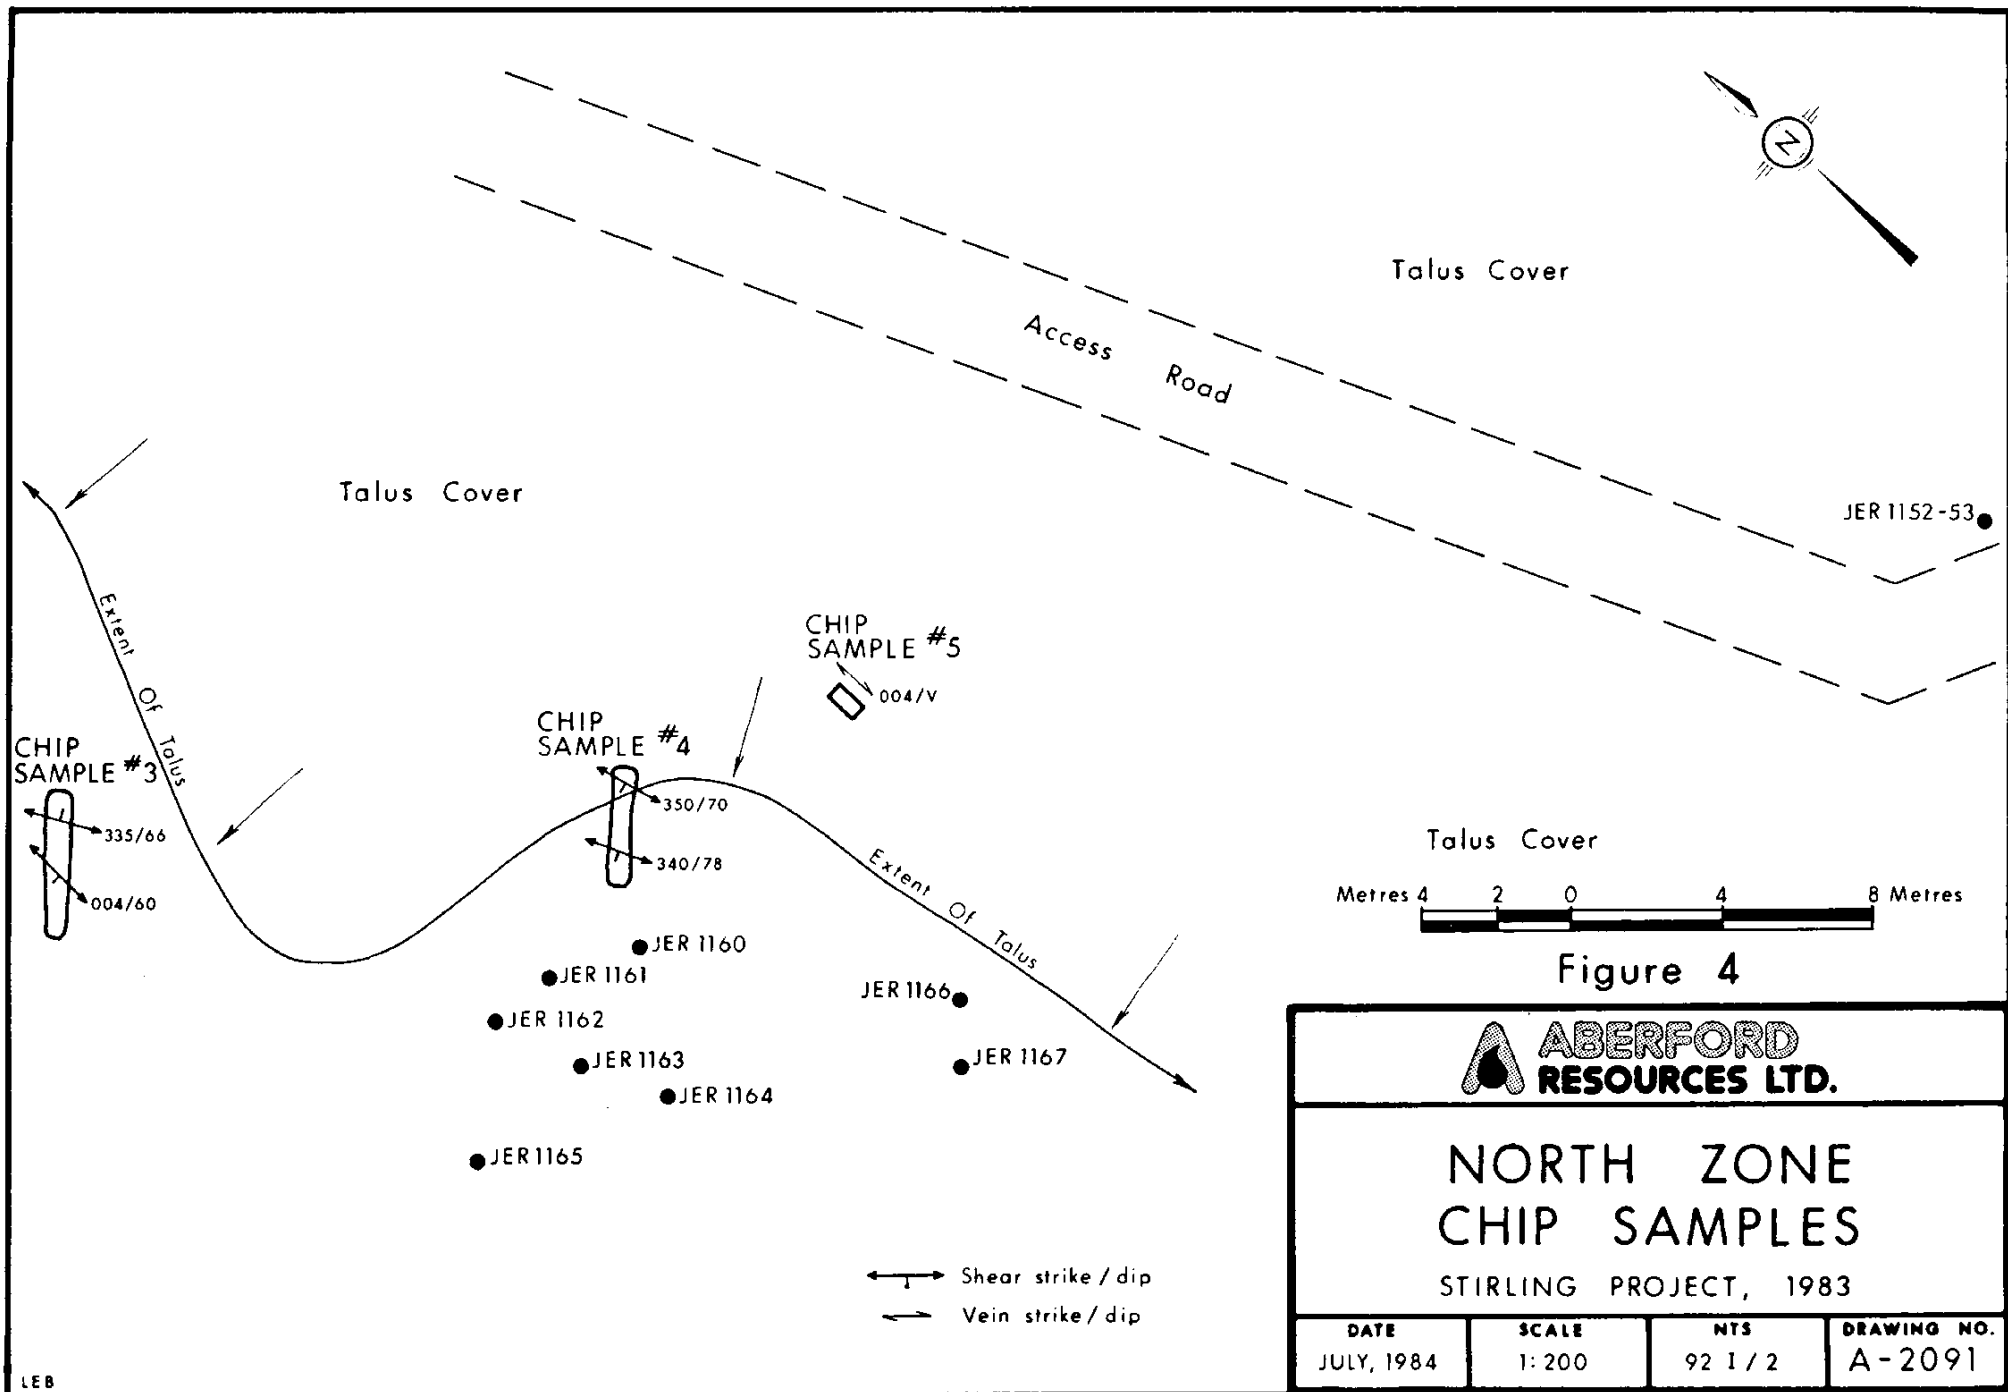 N
Talus Cover
Access Road
Talus Cover
JER 1152-53
Extent Of Talus
CHIP
SAMPLE #5
004/V
CHIP
SAMPLE #4
350/70
340/78
CHIP
SAMPLE #3
335/66
004/60
Extent Of Talus
Talus Cover
Metres 4 2 0 4 8 Metres
Figure 4
JER 1160
JER 1161
JER 1162
JER 1163
JER 1164
JER 1165
JER 1166
JER 1167
Shear strike / dip
Vein strike / dip
ABERFORD
RESOURCES LTD.
NORTH ZONE
CHIP SAMPLES
STIRLING PROJECT, 1983
DATE
JULY, 1984
SCALE
1:200
NTS
92 I / 2
DRAWING NO.
A-2091
LEB